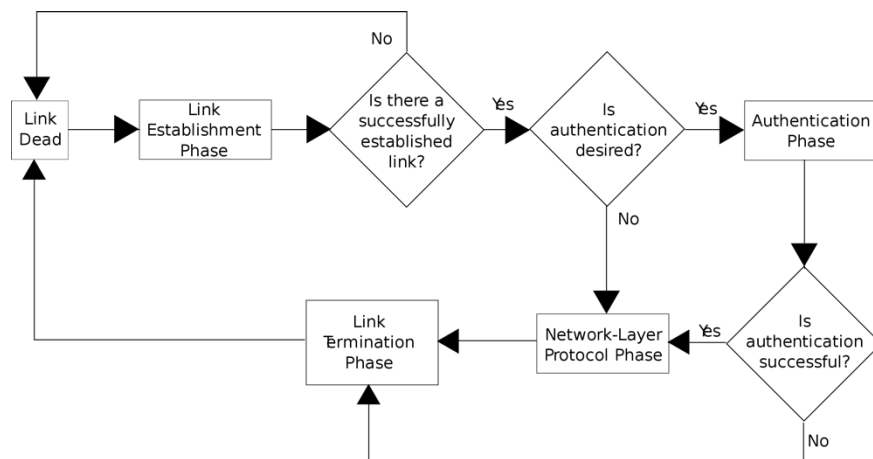 No
Link
Dead
Link
Establishment
Phase
Is there a
successfully
established
link?
Yes
Is
authentication
desired?
Yes
Authentication
Phase
No
Link
Termination
Phase
Network-Layer
Protocol Phase
Yes
Is
authentication
successful?
No